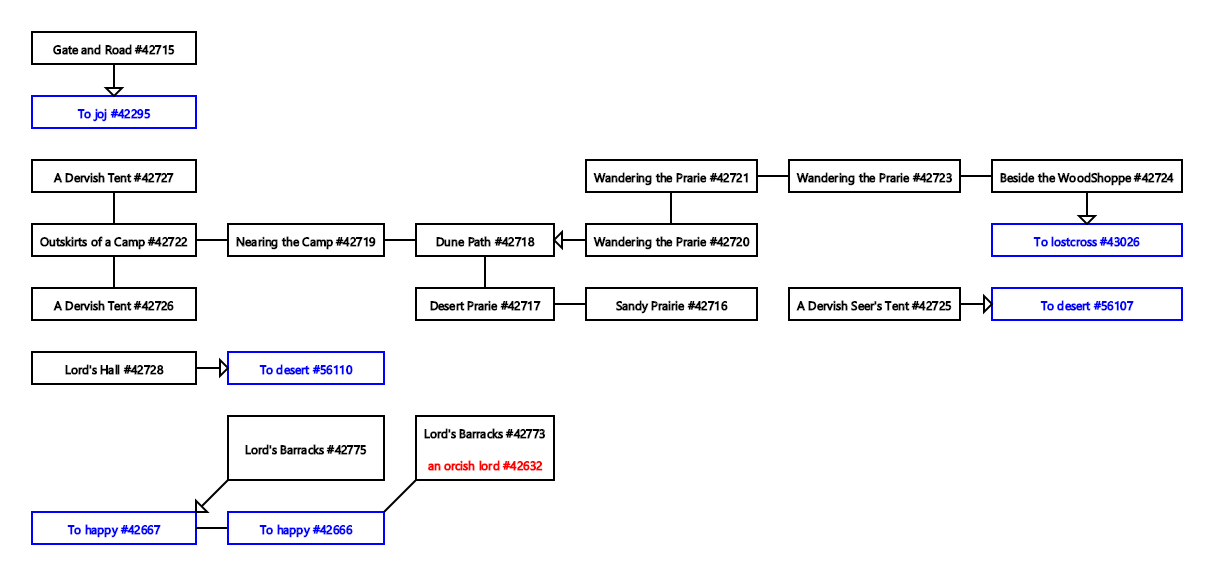 Gate and Road #42715
To joj #42295
A Dervish Tent #42727
Wandering the Prarie #42721
Wandering the Prarie #42723
Beside the WoodShoppe #42724
Outskirts of a Camp #42722
Nearing the Camp #42719
Dune Path #42718
Wandering the Prarie #42720
To lostcross #43026
A Dervish Tent #42726
Desert Prarie #42717
Sandy Prairie #42716
A Dervish Seer's Tent #42725
To desert #56107
Lord's Hall #42728
To desert #56110
Lord's Barracks #42775
Lord's Barracks #42773
an orcish lord #42632
To happy #42667
To happy #42666